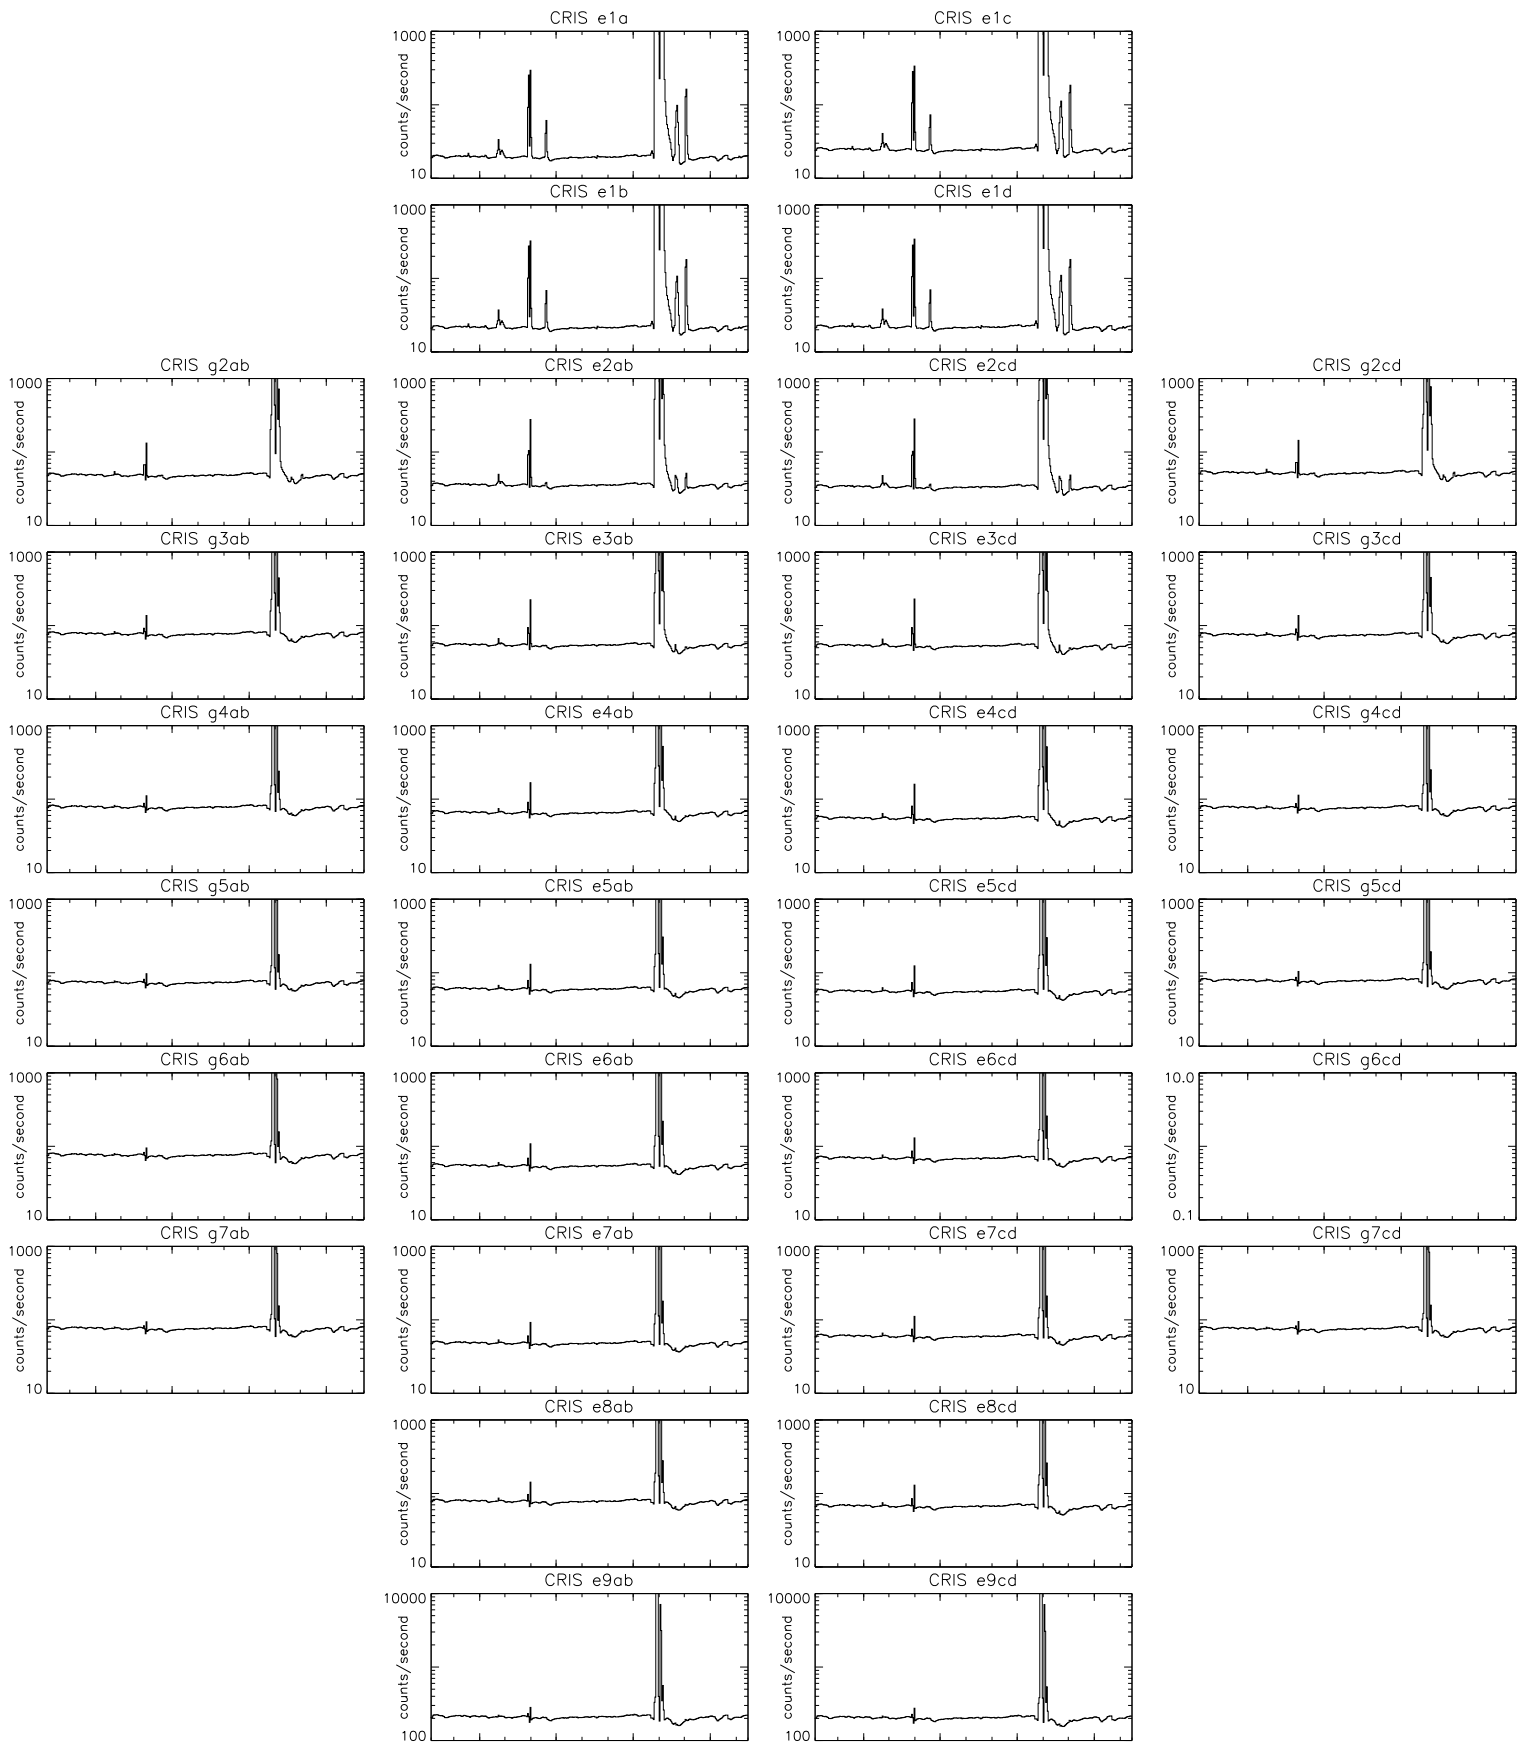 CRIS e1a
1000
counts/second
10
CRIS e1c
1000
counts/second
10
CRIS e1b
1000
counts/second
10
CRIS e1d
1000
counts/second
10
CRIS g2ab
1000
counts/second
10
CRIS e2ab
1000
counts/second
10
CRIS e2cd
1000
counts/second
10
CRIS g2cd
1000
counts/second
10
CRIS g3ab
1000
counts/second
10
CRIS e3ab
1000
counts/second
10
CRIS e3cd
1000
counts/second
10
CRIS g3cd
1000
counts/second
10
CRIS g4ab
1000
counts/second
10
CRIS e4ab
1000
counts/second
10
CRIS e4cd
1000
counts/second
10
CRIS g4cd
1000
counts/second
10
CRIS g5ab
1000
counts/second
10
CRIS e5ab
1000
counts/second
10
CRIS e5cd
1000
counts/second
10
CRIS g5cd
1000
counts/second
10
CRIS g6ab
1000
counts/second
10
CRIS e6ab
1000
counts/second
10
CRIS e6cd
1000
counts/second
10
CRIS g6cd
10.0
counts/second
0.1
CRIS g7ab
1000
counts/second
10
CRIS e7ab
1000
counts/second
10
CRIS e7cd
1000
counts/second
10
CRIS g7cd
1000
counts/second
10
CRIS e8ab
1000
counts/second
10
CRIS e8cd
1000
counts/second
10
CRIS e9ab
10000
counts/second
100
CRIS e9cd
10000
counts/second
100